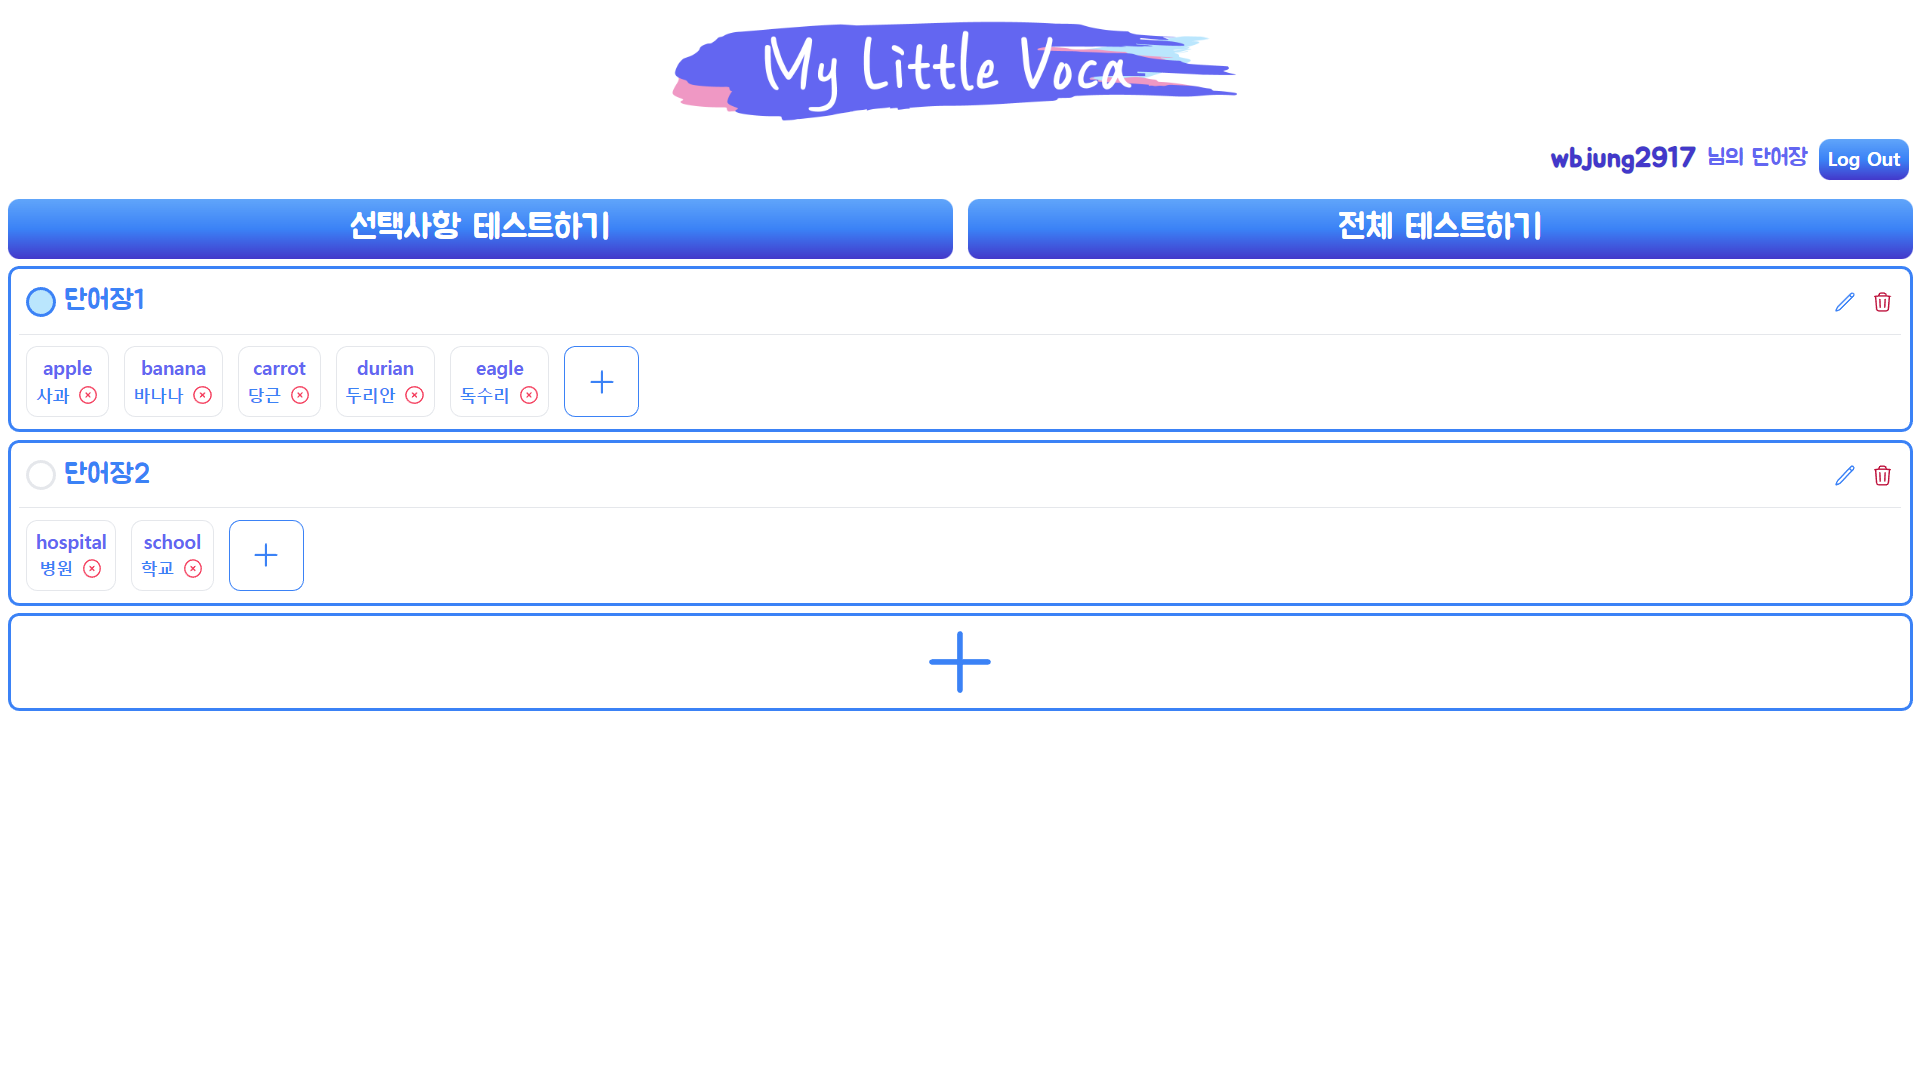 My Little Voca
wbjung2917 님의 단어장 Log Out
선택사항 테스트하기 전체 테스트하기
단어장1
apple banana carrot durian eagle
사과 바나나 당근 두리안 독수리
단어장2
hospital school
병원 학교